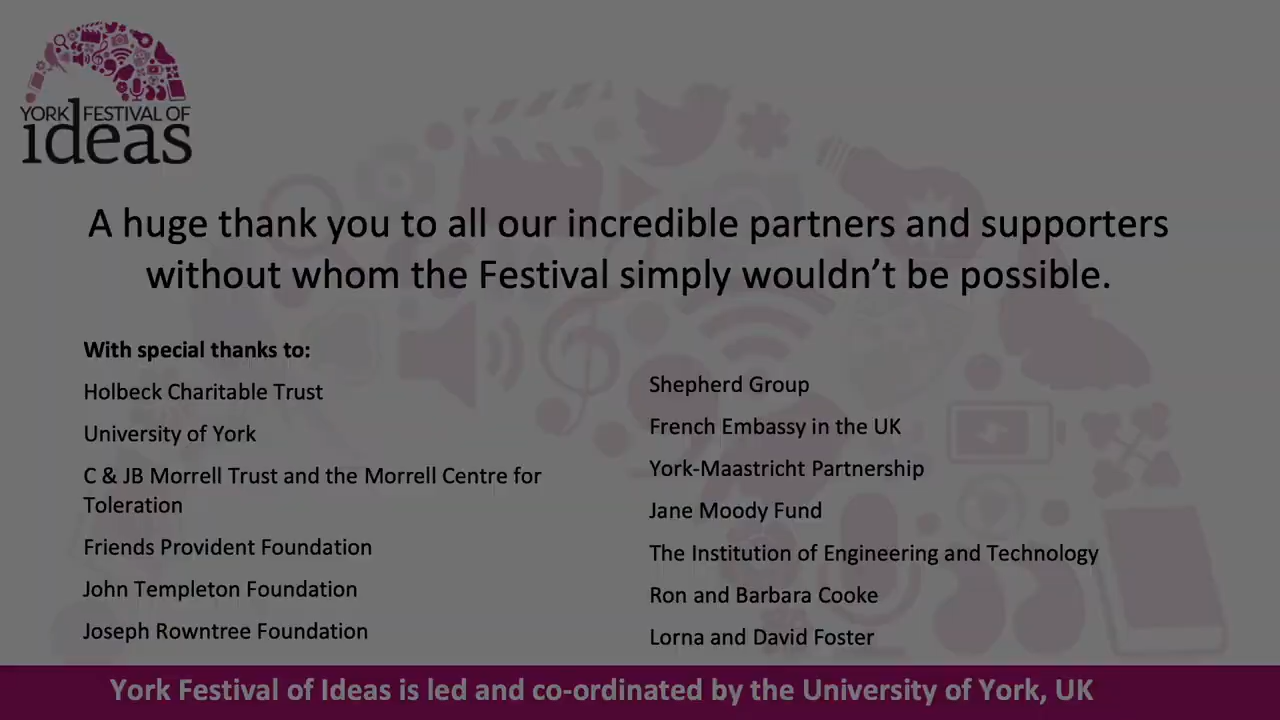 YORK FESTIVAL OF
ideas
A huge thank you to all our incredible partners and supporters
without whom the Festival simply wouldn’t be possible.
With special thanks to:
Holbeck Charitable Trust
University of York
C & JB Morrell Trust and the Morrell Centre for
Toleration
Friends Provident Foundation
John Templeton Foundation
Joseph Rowntree Foundation
Shepherd Group
French Embassy in the UK
York-Maastricht Partnership
Jane Moody Fund
The Institution of Engineering and Technology
Ron and Barbara Cooke
Lorna and David Foster
York Festival of Ideas is led and co-ordinated by the University of York, UK